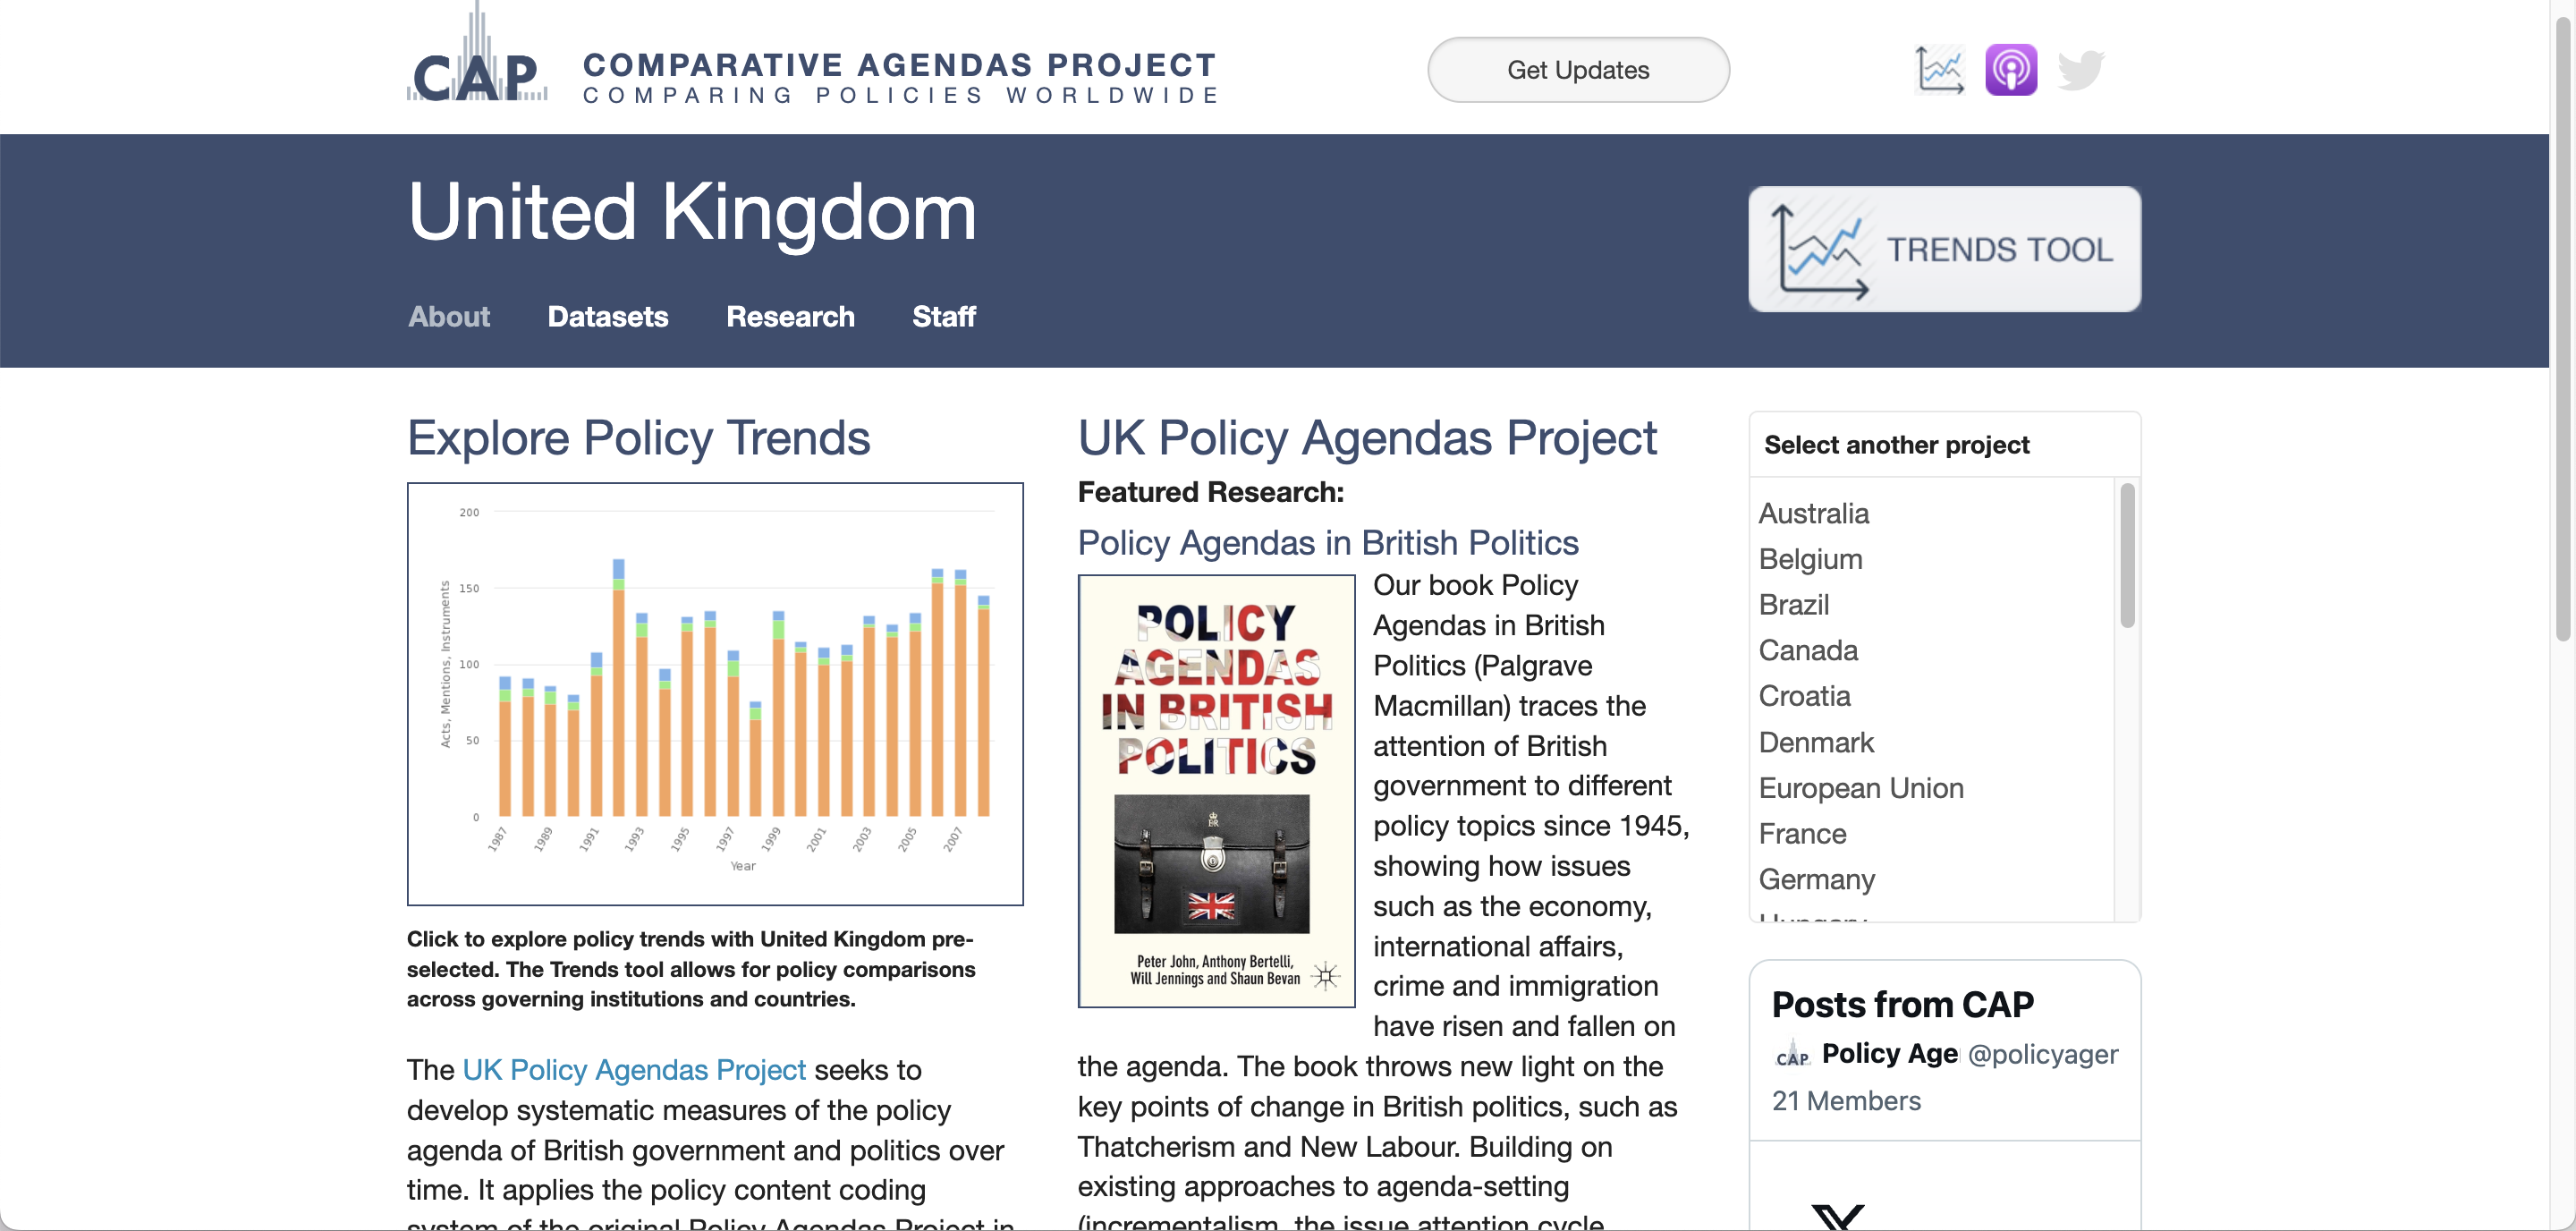 CAP
COMPARATIVE AGENDAS PROJECT
COMPARING POLICIES WORLDWIDE
Get Updates
United Kingdom
TRENDS TOOL
About Datasets Research Staff
Explore Policy Trends
200
150
100
50
0
Acts, Mentions, Instruments
1987 1989 1991 1993 1995 1997 1999 2001 2003 2005 2007
Year
Click to explore policy trends with United Kingdom pre-
selected. The Trends tool allows for policy comparisons
across governing institutions and countries.
The UK Policy Agendas Project seeks to
develop systematic measures of the policy
agenda of British government and politics over
time. It applies the policy content coding
system of the original Policy Agendas Project in
UK Policy Agendas Project
Featured Research:
Policy Agendas in British Politics
POLICY
AGENDAS
IN BRITISH
POLITICS
Peter John, Anthony Bertelli,
Will Jennings and Shaun Bevan
Our book Policy
Agendas in British
Politics (Palgrave
Macmillan) traces the
attention of British
government to different
policy topics since 1945,
showing how issues
such as the economy,
international affairs,
crime and immigration
have risen and fallen on
the agenda. The book throws new light on the
key points of change in British politics, such as
Thatcherism and New Labour. Building on
existing approaches to agenda-setting
(incrementalism, the issue attention cycle
Select another project
Australia
Belgium
Brazil
Canada
Croatia
Denmark
European Union
France
Germany
Hungary
Posts from CAP
CAP Policy Age @policyager
21 Members